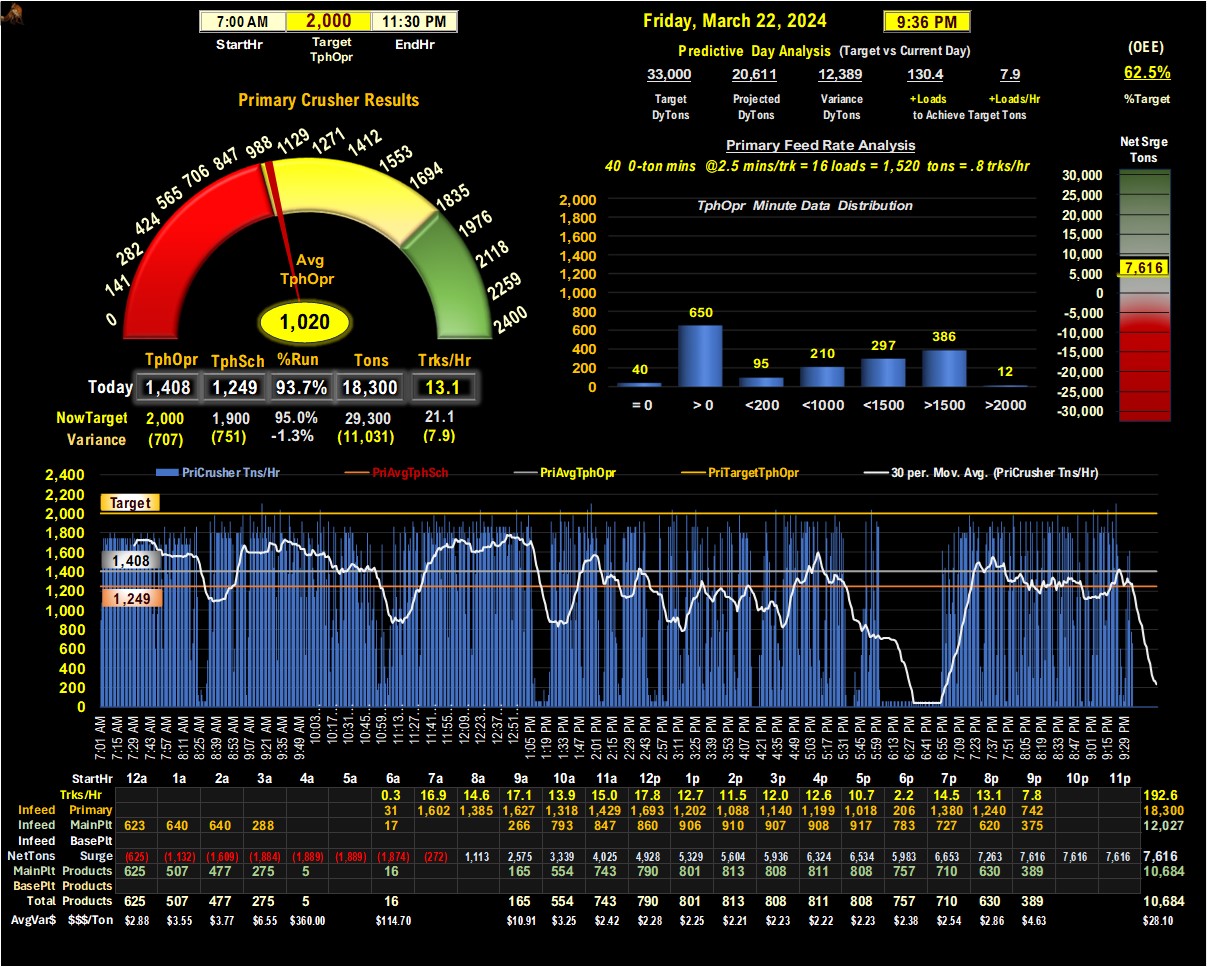 7:00 AM 2,000 11:30 PM
StartHr Target TphOpr EndHr
Friday, March 22, 2024 9:36 PM
Predictive Day Analysis (Target vs Current Day)
33,000 20,611 12,389 130.4 7.9
Target DyTons Projected DyTons Variance DyTons +Loads +Loads/Hr
to Achieve Target Tons
(OEE)
62.5%
%Target
Primary Crusher Results
0 141 282 424 565 706 847 988 1129 1271 1412 1553 1694 1835 1976 2118 2259 2400
Avg
TphOpr
1,020
TphOpr TphSch %Run Tons Trks/Hr
Today 1,408 1,249 93.7% 18,300 13.1
NowTarget 2,000 1,900 95.0% 29,300 21.1
Variance (707) (751) -1.3% (11,031) (7.9)
Primary Feed Rate Analysis
40 0-ton mins @2.5 mins/trk = 16 loads = 1,520 tons = .8 trks/hr
TphOpr Minute Data Distribution
2,000
1,800
1,600
1,400
1,200
1,000
800
600
400
200
0
40 650 95 210 297 386 12
= 0 > 0 <200 <1000 <1500 >1500 >2000
Net Srge
Tons
30,000
25,000
20,000
15,000
10,000
7,616
5,000
0
-5,000
-10,000
-15,000
-20,000
-25,000
-30,000
PriCrusher Tns/Hr PriAvgTphSch PriAvgTphOpr PriTargetTphOpr 30 per. Mov. Avg. (PriCrusher Tns/Hr)
2,400
2,200
2,000
1,800
1,600
1,400
1,200
1,000
800
600
400
200
0
Target
1,408
1,249
7:01 AM 7:15 AM 7:29 AM 7:43 AM 7:57 AM 8:11 AM 8:25 AM 8:39 AM 8:53 AM 9:07 AM 9:21 AM 9:35 AM 9:49 AM 10:03... 10:17... 10:31... 10:45... 10:59... 11:13... 11:27... 11:41... 11:55... 12:09... 12:23... 12:37... 12:51... 1:05 PM 1:19 PM 1:33 PM 1:47 PM 2:01 PM 2:15 PM 2:29 PM 2:43 PM 2:57 PM 3:11 PM 3:25 PM 3:39 PM 3:53 PM 4:07 PM 4:21 PM 4:35 PM 4:49 PM 5:03 PM 5:17 PM 5:31 PM 5:45 PM 5:59 PM 6:13 PM 6:27 PM 6:41 PM 6:55 PM 7:09 PM 7:23 PM 7:37 PM 7:51 PM 8:05 PM 8:19 PM 8:33 PM 8:47 PM 9:01 PM 9:15 PM 9:29 PM
StartHr 12a 1a 2a 3a 4a 5a 6a 7a 8a 9a 10a 11a 12p 1p 2p 3p 4p 5p 6p 7p 8p 9p 10p 11p
Trks/Hr 0.3 16.9 14.6 17.1 13.9 15.0 17.8 12.7 11.5 12.0 12.6 10.7 2.2 14.5 13.1 7.8 192.6
Infeed Primary 31 1,602 1,385 1,627 1,318 1,429 1,693 1,202 1,088 1,140 1,199 1,018 206 1,380 1,240 742 18,300
Infeed MainPlt 623 640 640 288 17 266 793 847 860 906 910 907 908 917 783 727 620 375 12,027
Infeed BasePlt
NetTons Surge (625) (1,132) (1,609) (1,884) (1,889) (1,889) (1,874) (272) 1,113 2,575 3,339 4,025 4,928 5,329 5,604 5,936 6,324 6,534 5,983 6,653 7,263 7,616 7,616 7,616 7,616
MainPlt Products 625 507 477 275 5 16 165 554 743 790 801 813 808 811 808 757 710 630 389 10,684
BasePlt Products
Total Products 625 507 477 275 5 16 165 554 743 790 801 813 808 811 808 757 710 630 389 10,684
AvgVar$ $$$/Ton $2.88 $3.55 $3.77 $6.55 $360.00 $114.70 $10.91 $3.25 $2.42 $2.28 $2.25 $2.21 $2.23 $2.22 $2.23 $2.38 $2.54 $2.86 $4.63 $28.10